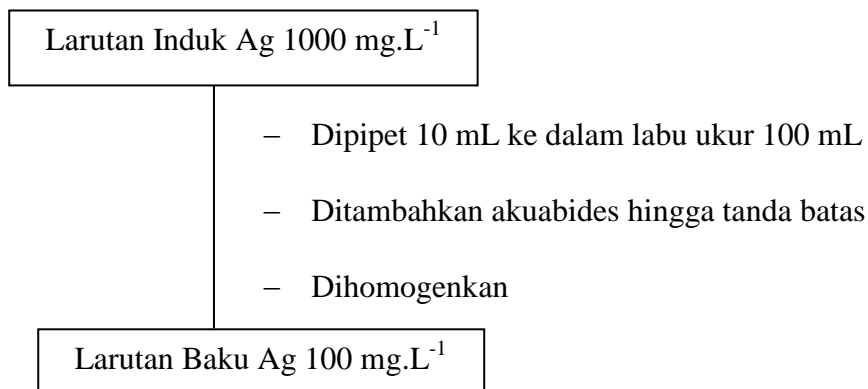 Larutan Induk Ag 1000 mg.L⁻¹
– Dipipet 10 mL ke dalam labu ukur 100 mL
– Ditambahkan akuabides hingga tanda batas
– Dihomogenkan
Larutan Baku Ag 100 mg.L⁻¹